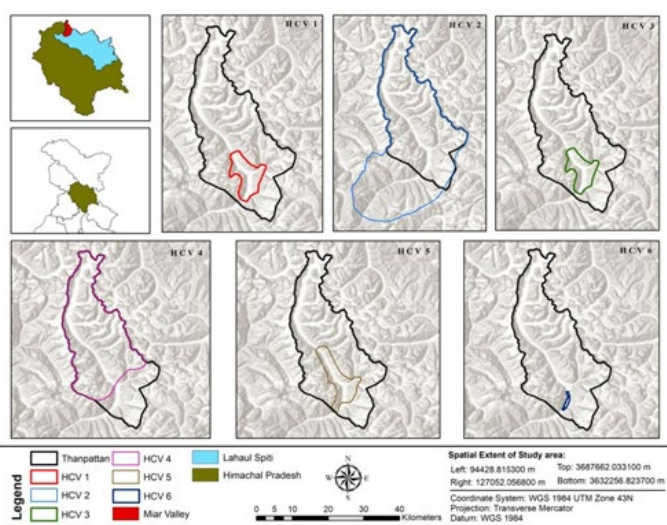 HCV 1
HCV 2
HCV 3
HCV 4
HCV 5
HCV 6
Legend
Thanpattan
HCV 1
HCV 2
HCV 3
HCV 4
HCV 5
HCV 6
Miar Valley
Lahaul Spiti
Himachal Pradesh
N
W E
S
0 5 10 20 30 40
Kilometers
Spatial Extent of Study area:
Left: 94428.815300 m Top: 3687662.033100 m
Right: 127052.056800 m Bottom: 3632256.823700 m
Coordinate System: WGS 1984 UTM Zone 43N
Projection: Transverse Mercator
Datum: WGS 1984